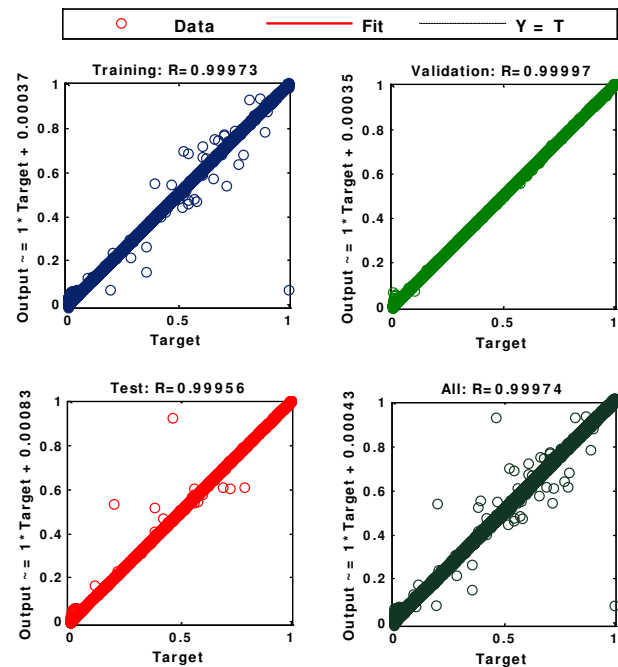 Data Fit Y = T
Training: R=0.99973
Output ~= 1*Target + 0.00037
1
0.8
0.6
0.4
0.2
0
0 0.5 1
Target
Validation: R=0.99997
Output ~= 1*Target + 0.00035
1
0.8
0.6
0.4
0.2
0
0 0.5 1
Target
Test: R=0.99956
Output ~= 1*Target + 0.00083
1
0.8
0.6
0.4
0.2
0
0 0.5 1
Target
All: R=0.99974
Output ~= 1*Target + 0.00043
1
0.8
0.6
0.4
0.2
0
0 0.5 1
Target